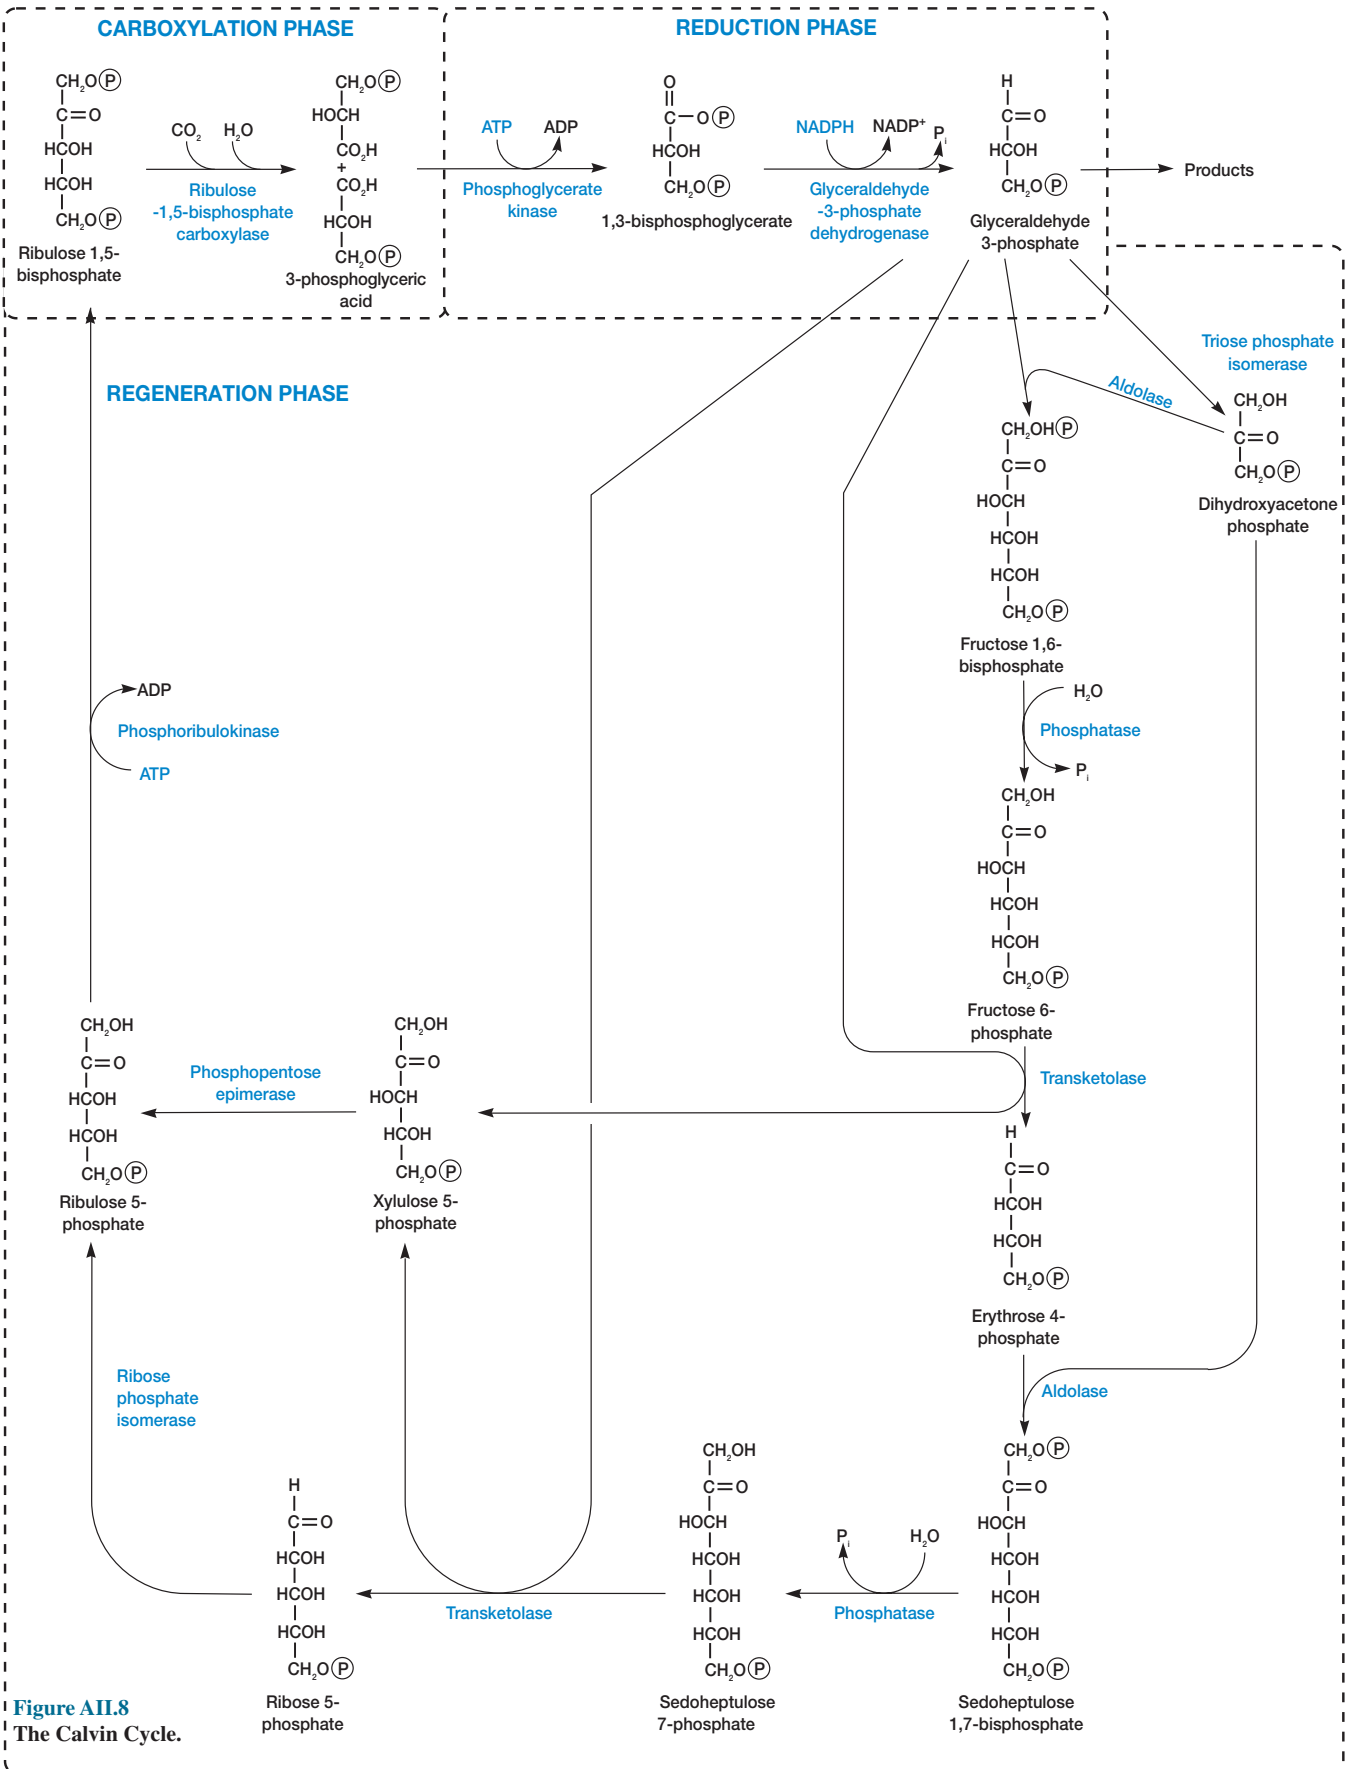 CARBOXYLATION PHASE
REDUCTION PHASE
CH₂OⓅ
C=O
HCOH
HCOH
CH₂OⓅ
Ribulose 1,5-
bisphosphate
CO₂ H₂O
Ribulose
-1,5-bisphosphate
carboxylase
CH₂OⓅ
HOCH
CO₂H
+
CO₂H
HCOH
CH₂OⓅ
3-phosphoglyceric
acid
ATP ADP
Phosphoglycerate
kinase
O
C–OⓅ
HCOH
CH₂OⓅ
1,3-bisphosphoglycerate
NADPH NADP⁺ Pᵢ
Glyceraldehyde
-3-phosphate
dehydrogenase
H
C=O
HCOH
CH₂OⓅ
Glyceraldehyde
3-phosphate
Products
REGENERATION PHASE
Triose phosphate
isomerase
Aldolase
CH₂OH
C=O
CH₂OⓅ
Dihydroxyacetone
phosphate
CH₂OHⓅ
C=O
HOCH
HCOH
HCOH
CH₂OⓅ
Fructose 1,6-
bisphosphate
H₂O
Phosphatase
Pᵢ
ADP
Phosphoribulokinase
ATP
CH₂OH
C=O
HOCH
HCOH
HCOH
CH₂OⓅ
Fructose 6-
phosphate
Transketolase
CH₂OH
C=O
HCOH
HCOH
CH₂OⓅ
Ribulose 5-
phosphate
Phosphopentose
epimerase
CH₂OH
C=O
HOCH
HCOH
CH₂OⓅ
Xylulose 5-
phosphate
H
C=O
HCOH
HCOH
CH₂OⓅ
Erythrose 4-
phosphate
Aldolase
Ribose
phosphate
isomerase
H
C=O
HCOH
HCOH
HCOH
CH₂OⓅ
Ribose 5-
phosphate
Transketolase
CH₂OH
C=O
HOCH
HCOH
HCOH
HCOH
CH₂OⓅ
Sedoheptulose
7-phosphate
Pᵢ H₂O
Phosphatase
CH₂OⓅ
C=O
HOCH
HCOH
HCOH
HCOH
CH₂OⓅ
Sedoheptulose
1,7-bisphosphate
Figure AII.8
The Calvin Cycle.